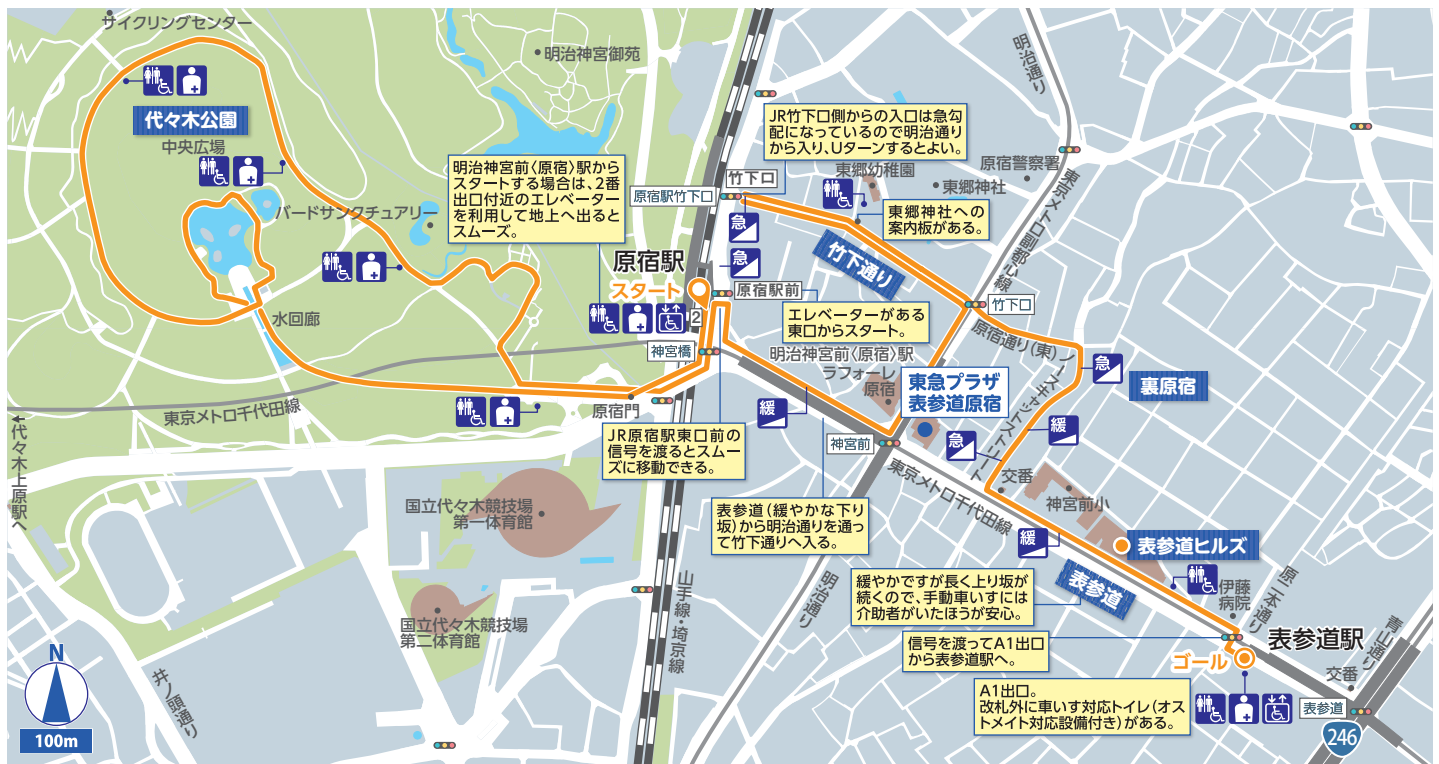 サイクリングセンター
代々木公園
中央広場
バードサンクチュアリー
水回廊
明治神宮御苑
明治神宮前〈原宿〉駅から
スタートする場合は、2番
出口付近のエレベーター
を利用して地上へ出ると
スムーズ。
JR竹下口側からの入口は急勾
配になっているので明治通り
から入り、Uターンするとよい。
明治通り
原宿警察署
東郷幼稚園
東郷神社
東京メトロ副都心線
原宿駅竹下口
竹下口
急
東郷神社への
案内板がある。
竹下通り
原宿駅
スタート
急
原宿駅前
2
エレベーターがある
東口からスタート。
竹下口
原宿通り(東)
ノースキャットストリート
急
裏原宿
神宮橋
明治神宮前〈原宿〉駅
ラフォーレ
原宿
東急プラザ
表参道原宿
東京メトロ千代田線
原宿門
緩
神宮前
急
緩
←代々木上原駅へ
JR原宿駅東口前の
信号を渡るとスムー
ズに移動できる。
国立代々木競技場
第一体育館
表参道(緩やかな下り
坂)から明治通りを通っ
て竹下通りへ入る。
東京メトロ千代田線
交番
神宮前小
緩
表参道ヒルズ
表参道
国立代々木競技場
第二体育館
山手線・埼京線
明治通り
緩やかですが長く上り坂が
続くので、手動車いすには
介助者がいたほうが安心。
伊藤
病院
原二本通り
信号を渡ってA1出口
から表参道駅へ。
表参道駅
ゴール
青山通り
交番
A1出口。
改札外に車いす対応トイレ(オス
トメイト対応設備付き)がある。
表参道
246
井ノ頭通り
N
100m